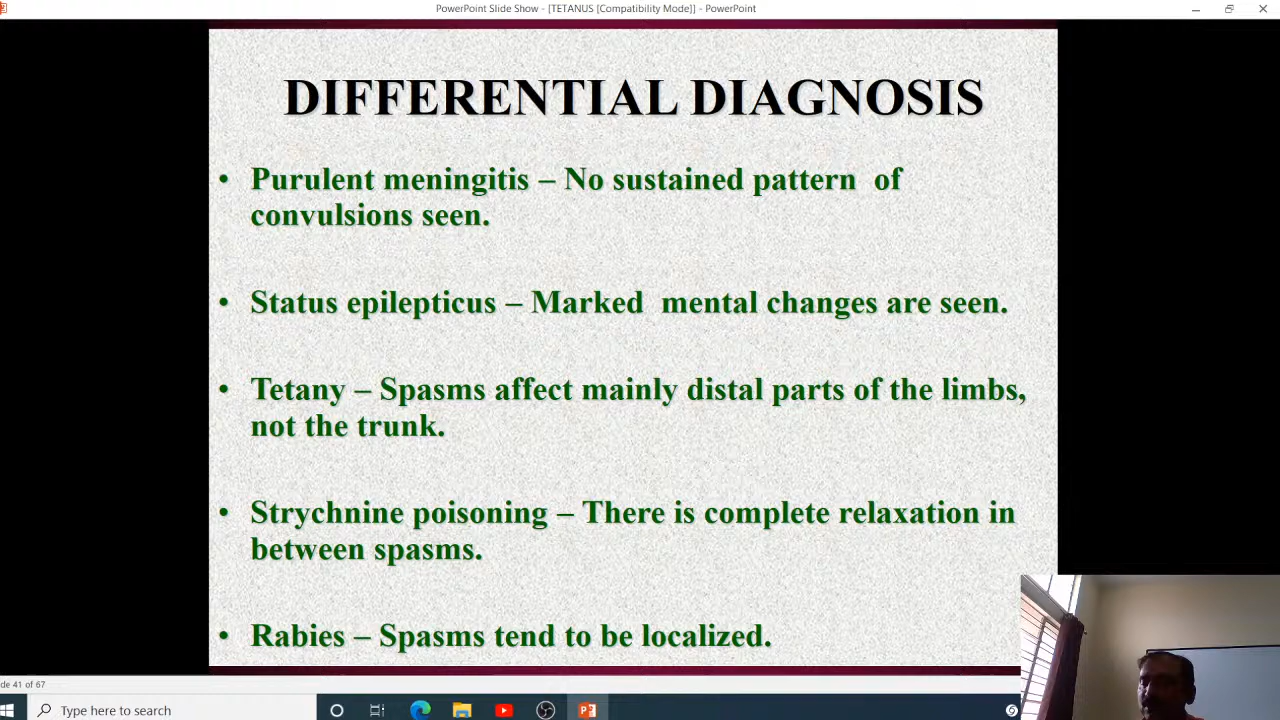 PowerPoint Slide Show - [TETANUS [Compatibility Mode]] - PowerPoint
DIFFERENTIAL DIAGNOSIS
• Purulent meningitis – No sustained pattern of
convulsions seen.
• Status epilepticus – Marked mental changes are seen.
• Tetany – Spasms affect mainly distal parts of the limbs,
not the trunk.
• Strychnine poisoning – There is complete relaxation in
between spasms.
• Rabies – Spasms tend to be localized.
de 41 of 67
Type here to search